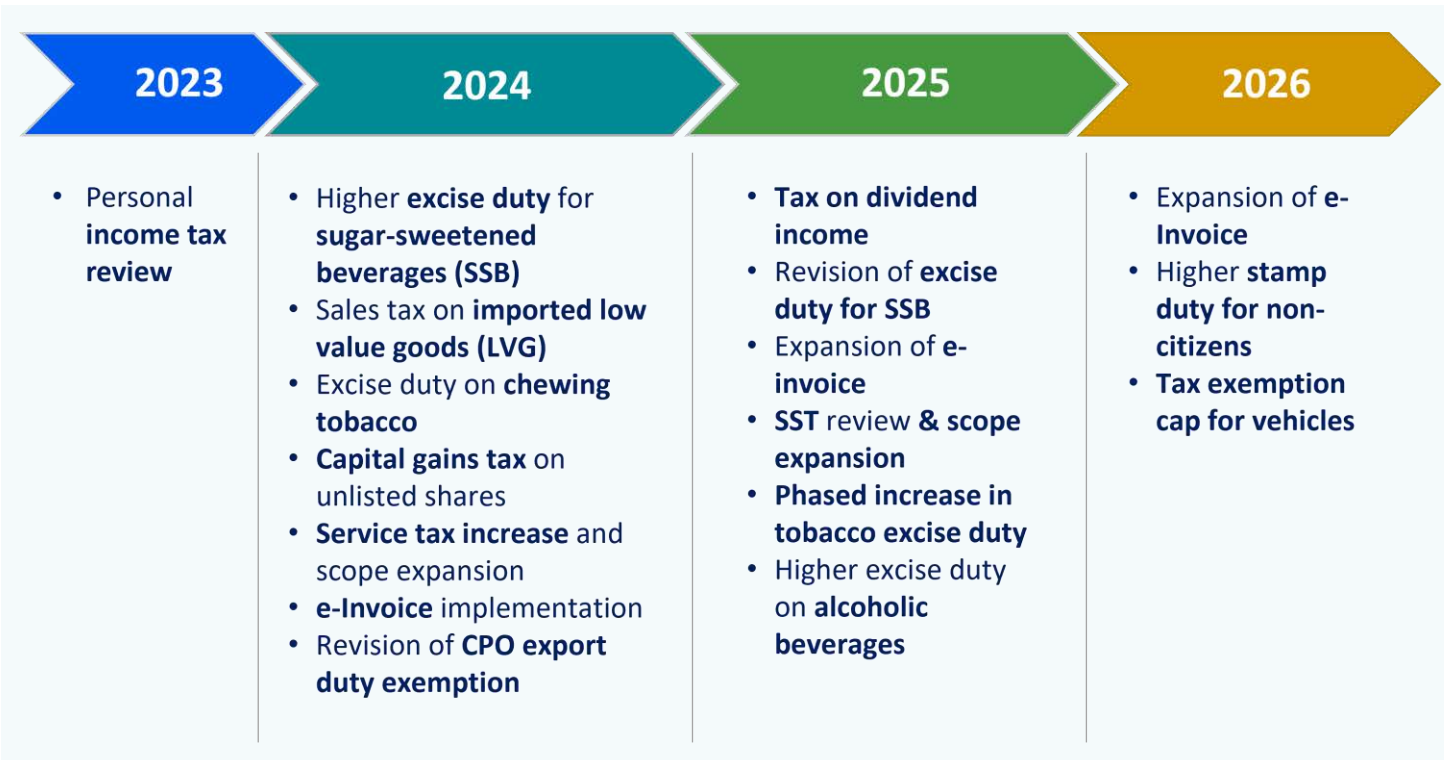 2023
2024
2025
2026
• Personal
income tax
review
• Higher excise duty for
sugar-sweetened
beverages (SSB)
• Sales tax on imported low
value goods (LVG)
• Excise duty on chewing
tobacco
• Capital gains tax on
unlisted shares
• Service tax increase and
scope expansion
• e-Invoice implementation
• Revision of CPO export
duty exemption
• Tax on dividend
income
• Revision of excise
duty for SSB
• Expansion of e-
invoice
• SST review & scope
expansion
• Phased increase in
tobacco excise duty
• Higher excise duty
on alcoholic
beverages
• Expansion of e-
Invoice
• Higher stamp
duty for non-
citizens
• Tax exemption
cap for vehicles